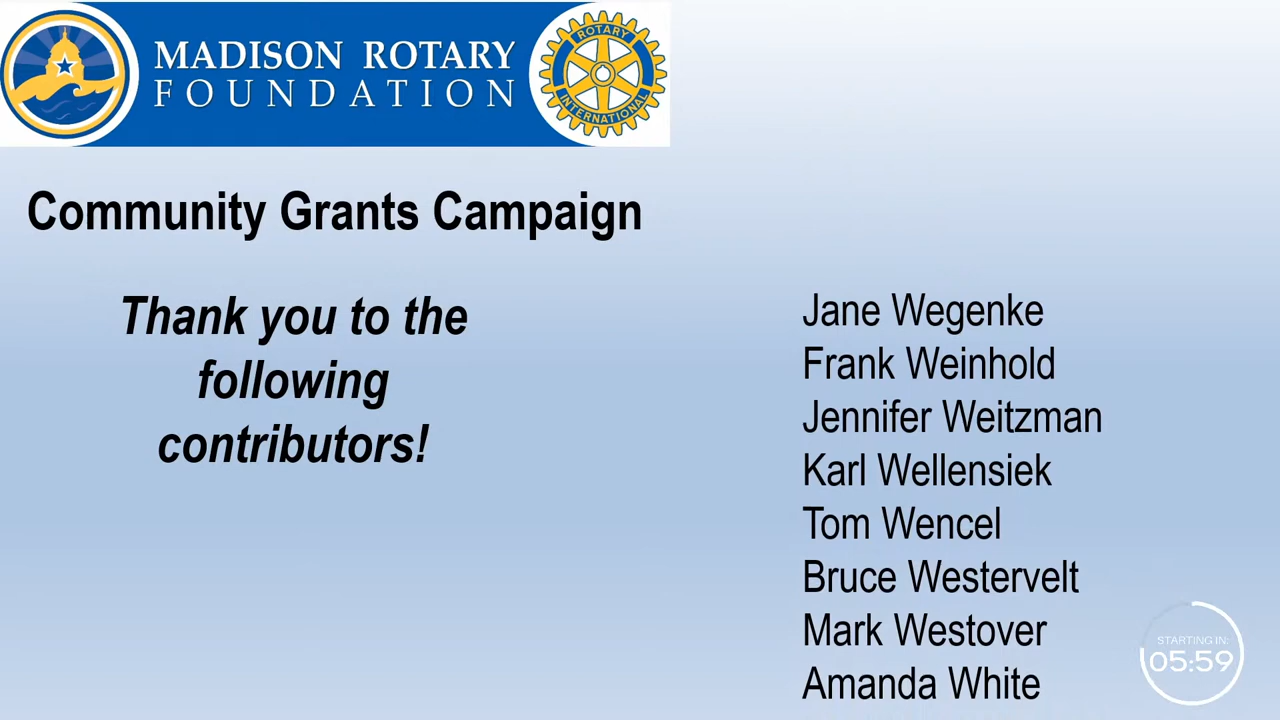 MADISON ROTARY
FOUNDATION
ROTARY
INTERNATIONAL
Community Grants Campaign
Thank you to the
following
contributors!
Jane Wegenke
Frank Weinhold
Jennifer Weitzman
Karl Wellensiek
Tom Wencel
Bruce Westervelt
Mark Westover
Amanda White
STARTING IN:
05:59